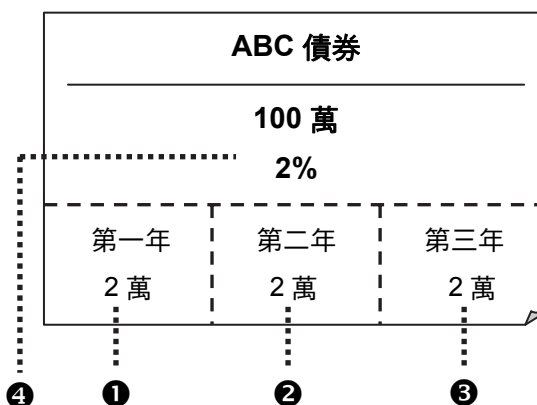 ABC 債券
100 萬
2%
第一年 第二年 第三年
2 萬 2 萬 2 萬
❹ ❶ ❷ ❸